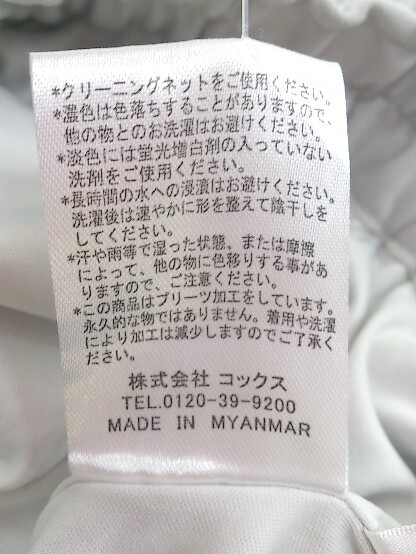 *クリーニングネットをご使用ください。
*濃色は色落ちすることがありますので、
他の物とのお洗濯はお避けください。
*淡色には蛍光増白剤の入っていない
洗剤をご使用ください。
*長時間の水への浸漬はお避けください。
洗濯後は速やかに形を整えて陰干しを
してください。
*汗や雨等で湿った状態、または摩擦
によって、他の物に色移りする事があ
りますので、ご注意ください。
*この商品はプリーツ加工をしています。
永久的な物ではありません。着用や洗濯
により加工は減少しますのでご了承く
ださい。
株式会社 コックス
TEL.0120-39-9200
MADE IN MYANMAR